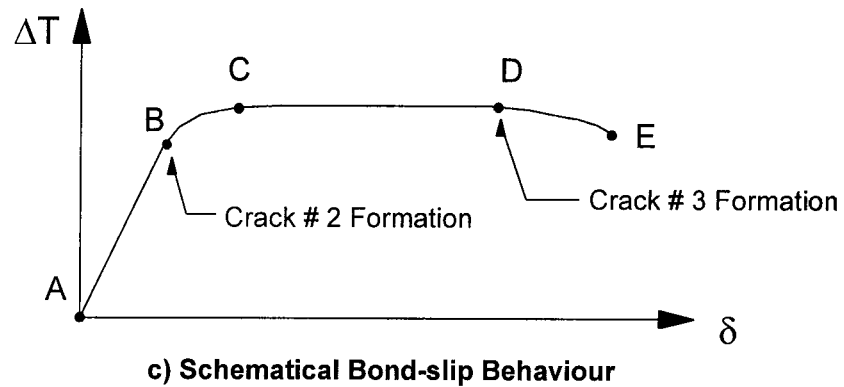 ΔT
C
D
B
E
Crack # 2 Formation
Crack # 3 Formation
A
δ
c) Schematical Bond-slip Behaviour